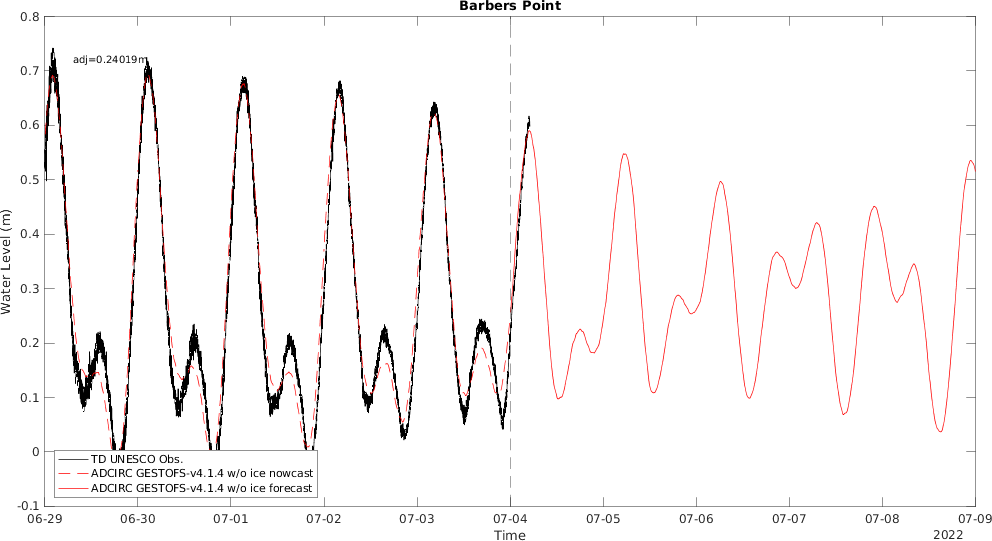 Barbers Point
adj=0.24019m
Water Level (m)
0.8
0.7
0.6
0.5
0.4
0.3
0.2
0.1
0
-0.1
TD UNESCO Obs.
ADCIRC GESTOFS-v4.1.4 w/o ice nowcast
ADCIRC GESTOFS-v4.1.4 w/o ice forecast
06-29 06-30 07-01 07-02 07-03 07-04 07-05 07-06 07-07 07-08 07-09
Time
2022